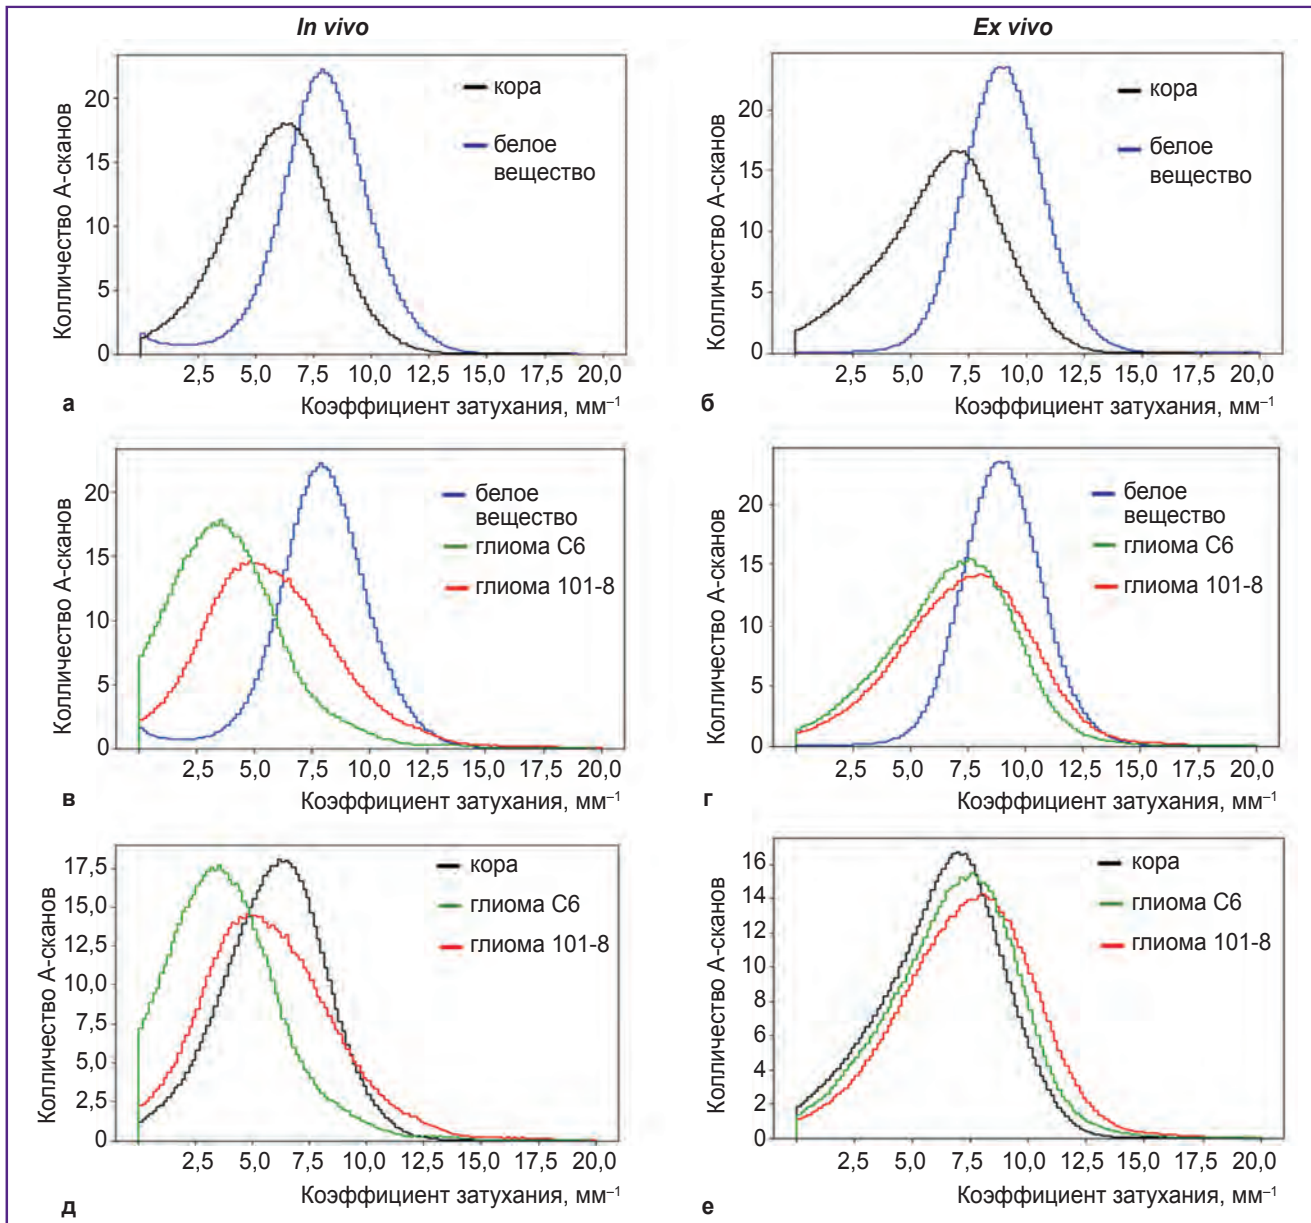 In vivo
Ex vivo
Колличество А-сканов
20
15
10
5
0
кора
белое
вещество
2,5 5,0 7,5 10,0 12,5 15,0 17,5 20,0
Коэффициент затухания, мм⁻¹
а
Колличество А-сканов
20
15
10
5
0
кора
белое
вещество
2,5 5,0 7,5 10,0 12,5 15,0 17,5 20,0
Коэффициент затухания, мм⁻¹
б
Колличество А-сканов
20
15
10
5
0
белое
вещество
глиома С6
глиома 101-8
2,5 5,0 7,5 10,0 12,5 15,0 17,5 20,0
Коэффициент затухания, мм⁻¹
в
Колличество А-сканов
20
15
10
5
0
белое
вещество
глиома С6
глиома 101-8
2,5 5,0 7,5 10,0 12,5 15,0 17,5 20,0
Коэффициент затухания, мм⁻¹
г
Колличество А-сканов
17,5
15,0
12,5
10,0
7,5
5,0
2,5
0
кора
глиома С6
глиома 101-8
2,5 5,0 7,5 10,0 12,5 15,0 17,5 20,0
Коэффициент затухания, мм⁻¹
д
Колличество А-сканов
16
14
12
10
8
6
4
2
0
кора
глиома С6
глиома 101-8
2,5 5,0 7,5 10,0 12,5 15,0 17,5 20,0
Коэффициент затухания, мм⁻¹
е